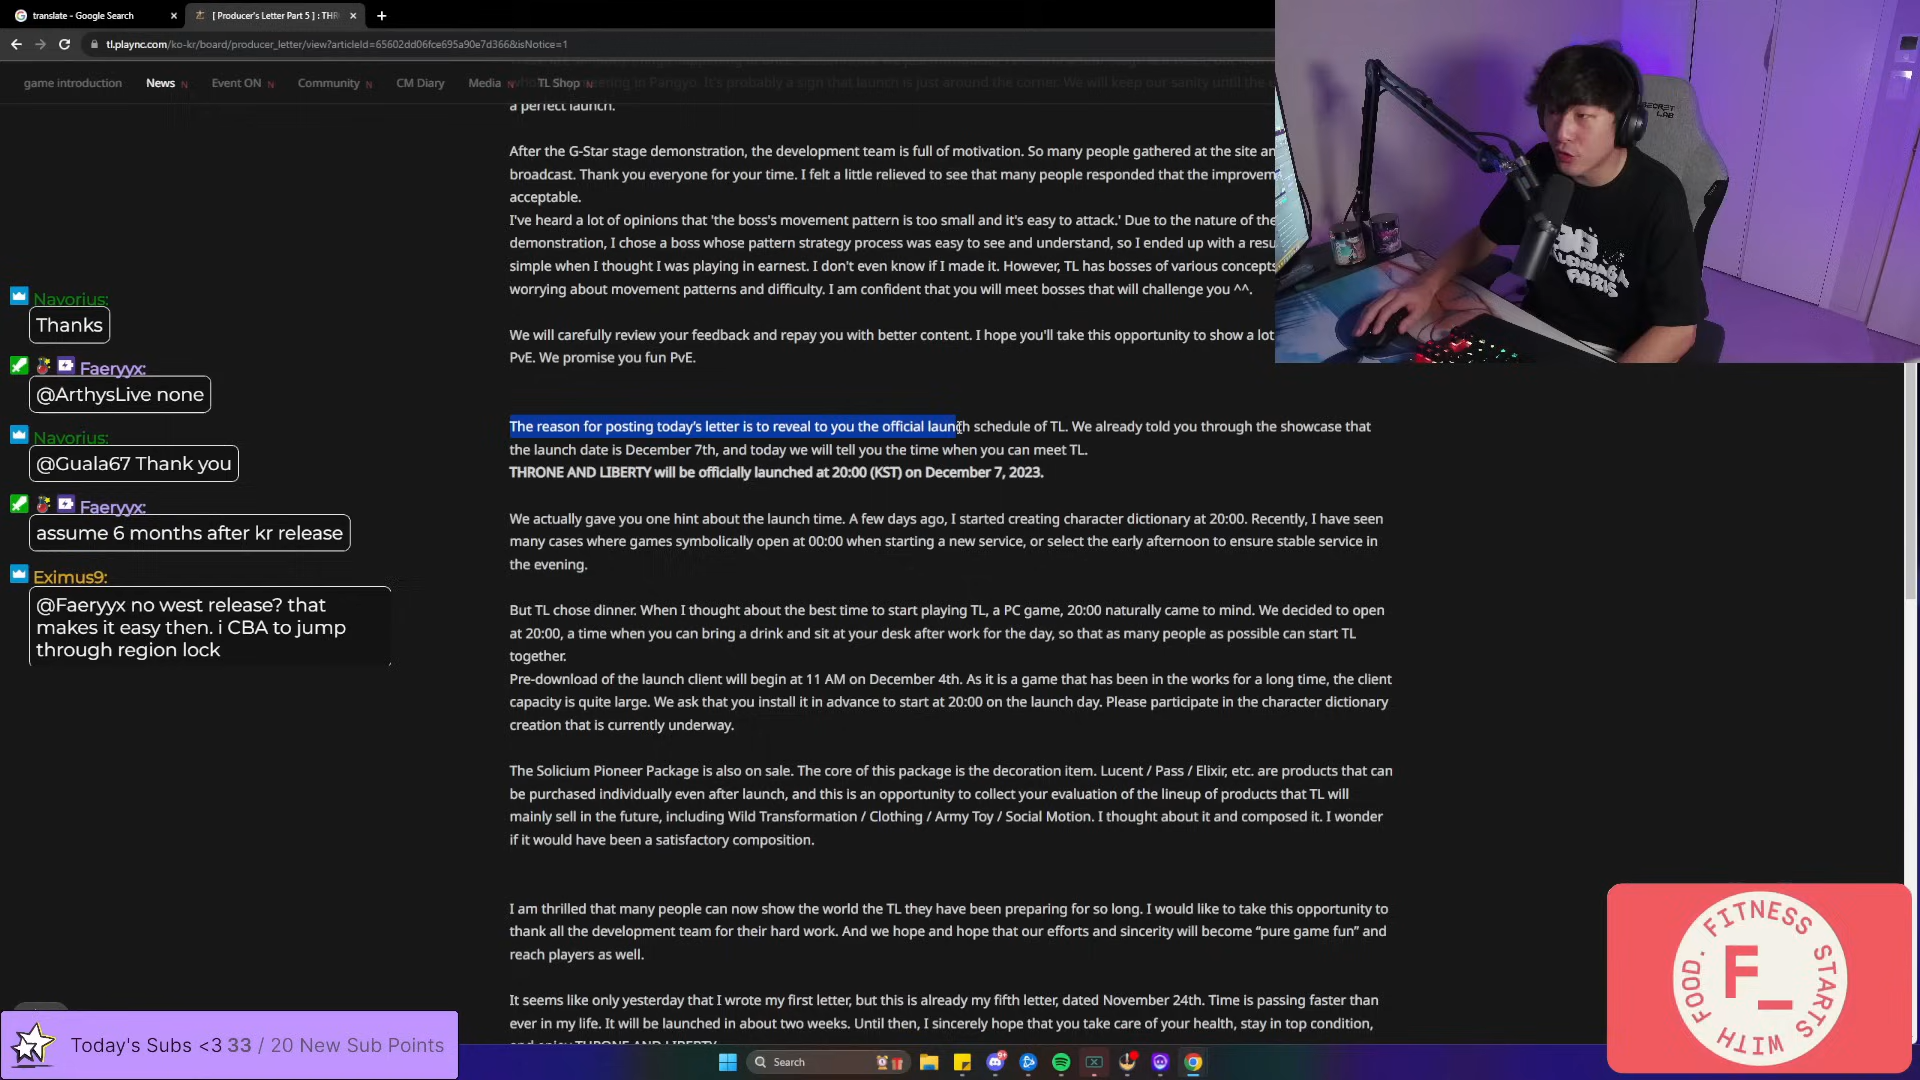 translate - Google Search
[ Producer's Letter Part 5 ] : THR
tl.plaync.com/ko-kr/board/producer_letter/view?articleId=65602dd06fce695a90e7d366&isNotice=1
game introduction News N Event ON N Community N CM Diary Media N TL Shop N
a perfect launch.
After the G-Star stage demonstration, the development team is full of motivation. So many people gathered at the site an
broadcast. Thank you everyone for your time. I felt a little relieved to see that many people responded that the improvem
acceptable.
I've heard a lot of opinions that 'the boss's movement pattern is too small and it's easy to attack.' Due to the nature of the
demonstration, I chose a boss whose pattern strategy process was easy to see and understand, so I ended up with a resu
simple when I thought I was playing in earnest. I don't even know if I made it. However, TL has bosses of various concepts
worrying about movement patterns and difficulty. I am confident that you will meet bosses that will challenge you ^^.
We will carefully review your feedback and repay you with better content. I hope you'll take this opportunity to show a lot
PvE. We promise you fun PvE.
The reason for posting today's letter is to reveal to you the official launch schedule of TL. We already told you through the showcase that
the launch date is December 7th, and today we will tell you the time when you can meet TL.
THRONE AND LIBERTY will be officially launched at 20:00 (KST) on December 7, 2023.
We actually gave you one hint about the launch time. A few days ago, I started creating character dictionary at 20:00. Recently, I have seen
many cases where games symbolically open at 00:00 when starting a new service, or select the early afternoon to ensure stable service in
the evening.
But TL chose dinner. When I thought about the best time to start playing TL, a PC game, 20:00 naturally came to mind. We decided to open
at 20:00, a time when you can bring a drink and sit at your desk after work for the day, so that as many people as possible can start TL
together.
Pre-download of the launch client will begin at 11 AM on December 4th. As it is a game that has been in the works for a long time, the client
capacity is quite large. We ask that you install it in advance to start at 20:00 on the launch day. Please participate in the character dictionary
creation that is currently underway.
The Solicium Pioneer Package is also on sale. The core of this package is the decoration item. Lucent / Pass / Elixir, etc. are products that can
be purchased individually even after launch, and this is an opportunity to collect your evaluation of the lineup of products that TL will
mainly sell in the future, including Wild Transformation / Clothing / Army Toy / Social Motion. I thought about it and composed it. I wonder
if it would have been a satisfactory composition.
I am thrilled that many people can now show the world the TL they have been preparing for so long. I would like to take this opportunity to
thank all the development team for their hard work. And we hope and hope that our efforts and sincerity will become “pure game fun” and
reach players as well.
It seems like only yesterday that I wrote my first letter, but this is already my fifth letter, dated November 24th. Time is passing faster than
ever in my life. It will be launched in about two weeks. Until then, I sincerely hope that you take care of your health, stay in top condition,
and enjoy THRONE AND LIBERTY
Navorius:
Thanks
Faeryyx:
@ArthysLive none
Navorius:
@Guala67 Thank you
Faeryyx:
assume 6 months after kr release
Eximus9:
@Faeryyx no west release? that
makes it easy then. i CBA to jump
through region lock
Today's Subs <3 33 / 20 New Sub Points
Search
SECRET
LAB
PARIS
FOOD. FITNESS STARTS WITH
F_